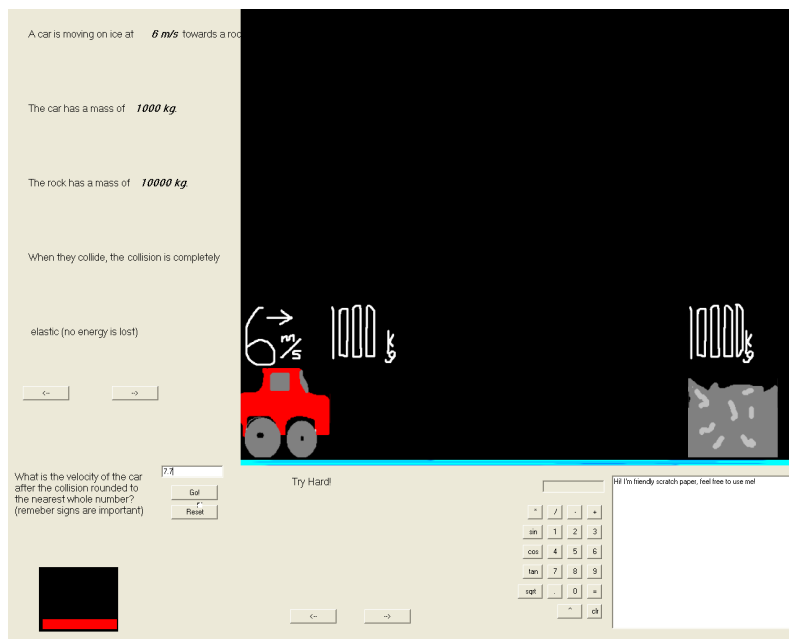 A car is moving on ice at 6 m/s towards a roc
The car has a mass of 1000 kg.
The rock has a mass of 10000 kg.
When they collide, the collision is completely
elastic (no energy is lost)
<-- -->
6 m/s 1000 kg
10000 kg
What is the velocity of the car
after the collision rounded to
the nearest whole number?
(remeber signs are important)
7.7
Go!
Reset
Try Hard!
<-- -->
* / - +
sin 1 2 3
cos 4 5 6
tan 7 8 9
sqrt . 0 =
^ clr
Hi! I'm friendly scratch paper, feel free to use me!